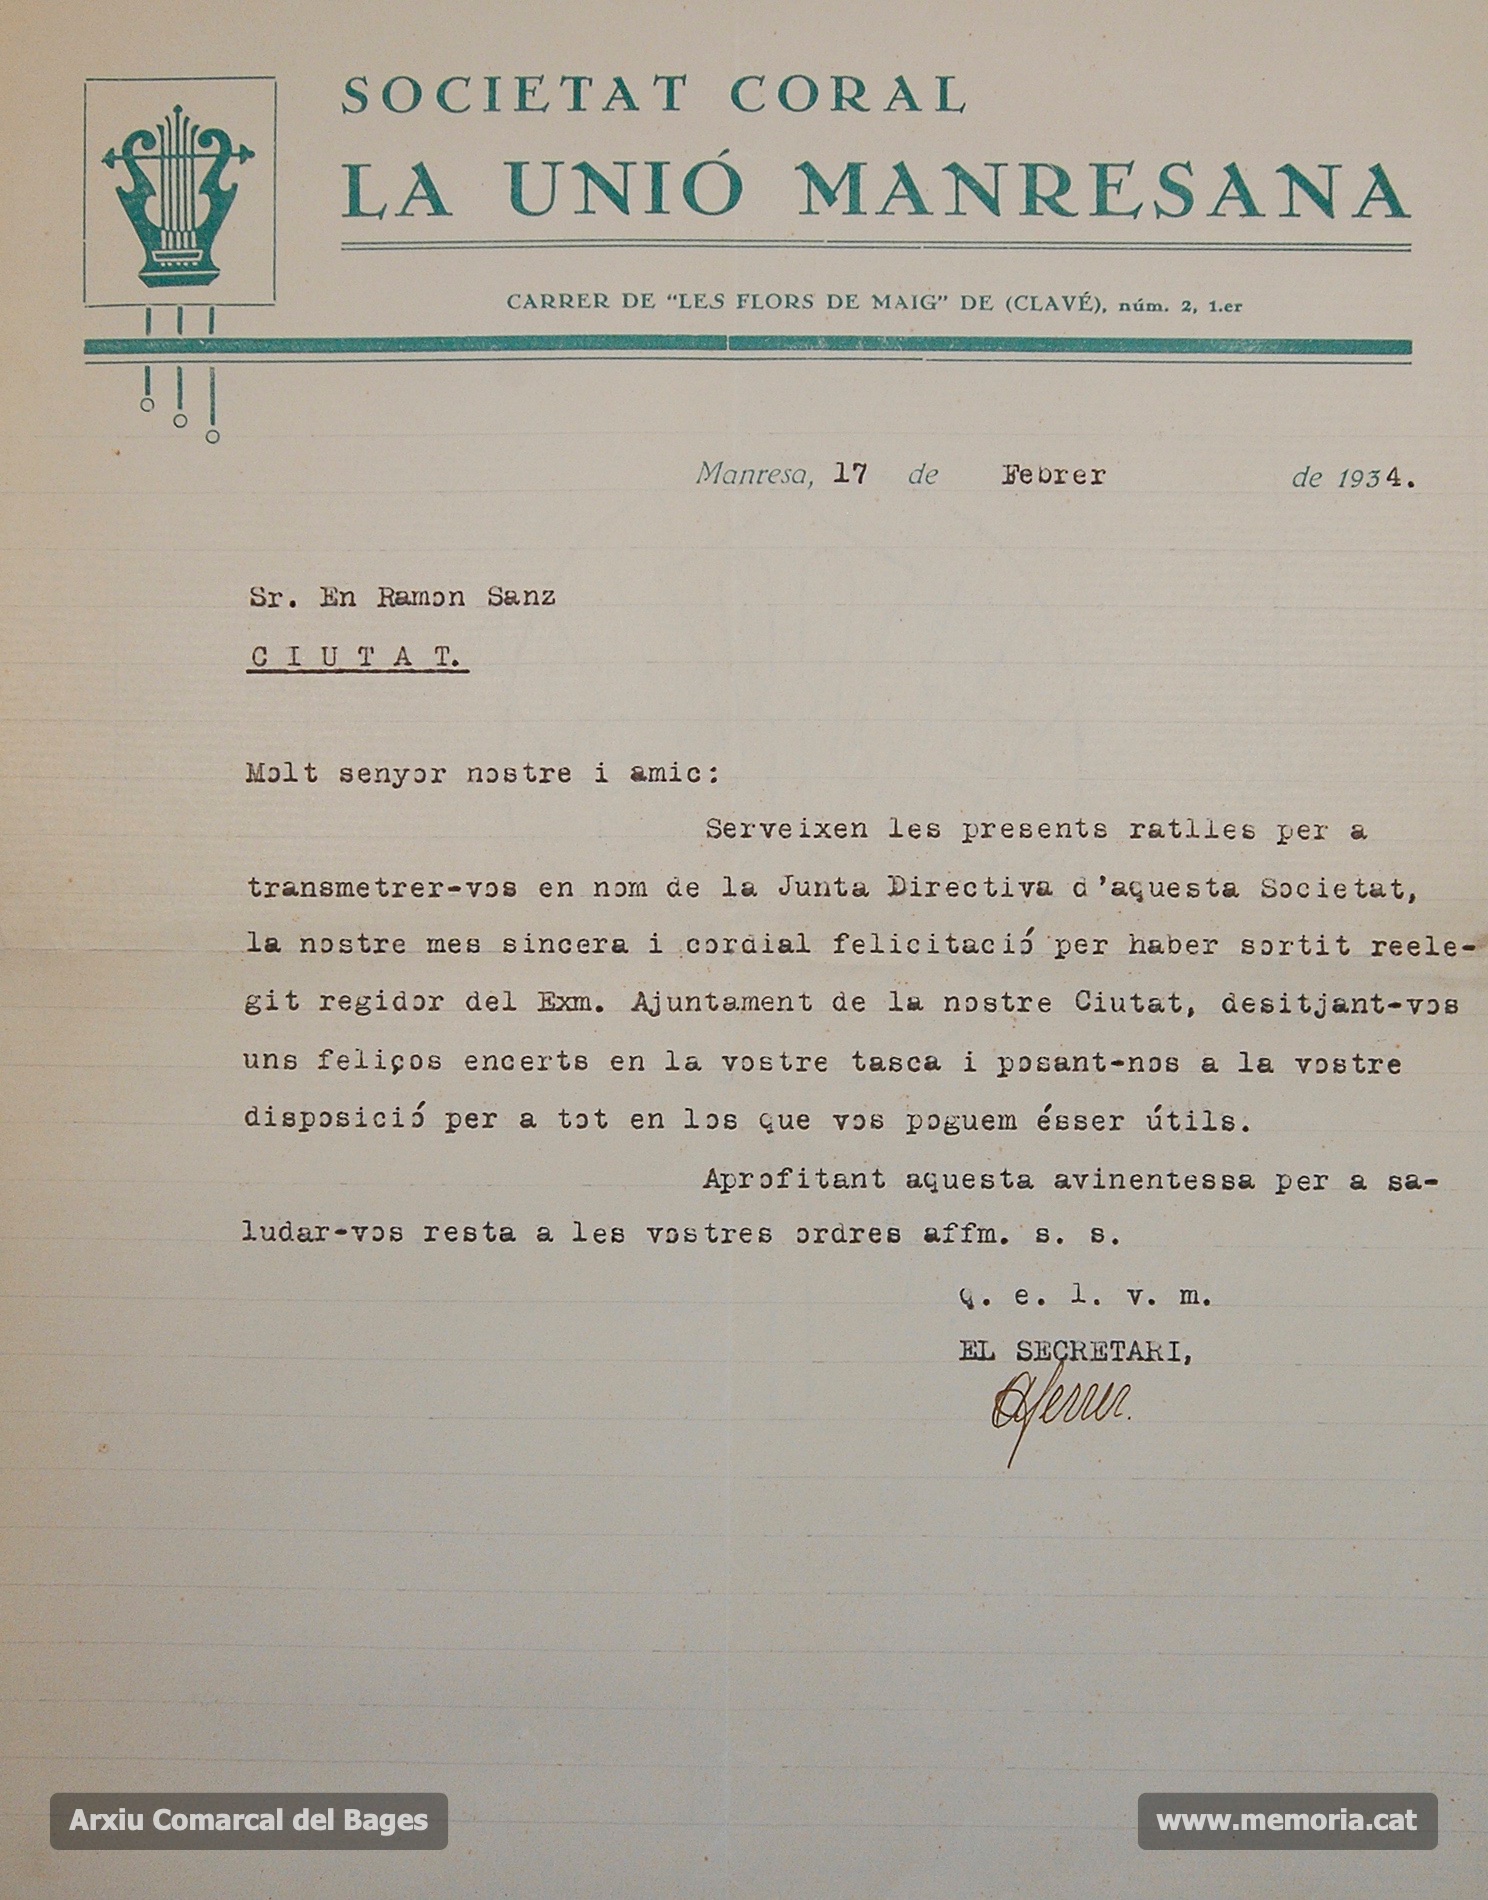 SOCIETAT CORAL
LA UNIÓ MANRESANA
CARRER DE "LES FLORS DE MAIG" DE (CLAVÉ), núm. 2, 1.er
Manresa, 17 de Febrer de 1934.
Sr. En Ramon Sanz
C I U T A T.
Molt senyor nostre i amic:
Serveixen les presents ratlles per a
transmetrer-vos en nom de la Junta Directiva d'aquesta Societat,
la nostre mes sincera i cordial felicitació per haber sortit reele-
git regidor del Exm. Ajuntament de la nostre Ciutat, desitjant-vos
uns feliços encerts en la vostre tasca i posant-nos a la vostre
disposició per a tot en los que vos poguem ésser útils.
Aprofitant aquesta avinentessa per a sa-
ludar-vos resta a les vostres ordres affm. s. s.
q. e. l. v. m.
EL SECRETARI,
AFerrer.
Arxiu Comarcal del Bages
www.memoria.cat